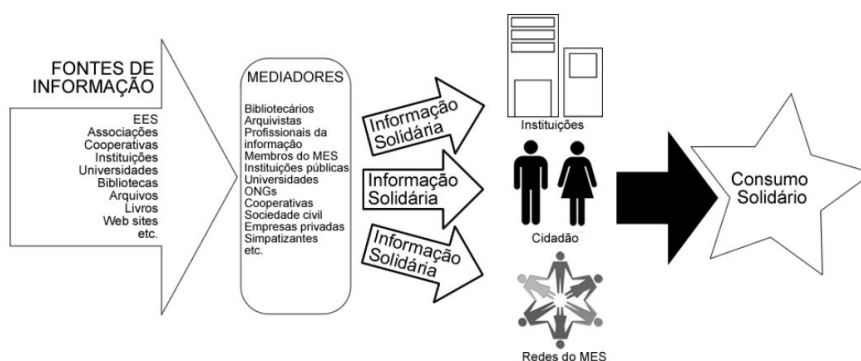 FONTES DE
INFORMAÇÃO
EES
Associações
Cooperativas
Instituições
Universidades
Bibliotecas
Arquivos
Livros
Web sites
etc.
MEDIADORES
Bibliotecários
Arquivistas
Profissionais da
informação
Membros do MES
Instituições públicas
Universidades
ONGs
Cooperativas
Sociedade civil
Empresas privadas
Simpatizantes
etc.
Informação
Solidária
Informação
Solidária
Informação
Solidária
Instituições
Cidadão
Redes do MES
Consumo
Solidário